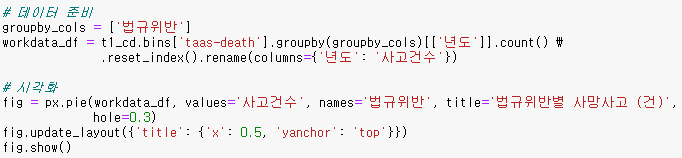 # 데이터 준비
groupby_cols = ['법규위반']
workdata_df = t1_cd.bins['taas-death'].groupby(groupby_cols)[['년도']].count() \
.reset_index().rename(columns={'년도': '사고건수'})
# 시각화
fig = px.pie(workdata_df, values='사고건수', names='법규위반', title='법규위반별 사망사고 (건)',
hole=0.3)
fig.update_layout({'title': {'x': 0.5, 'yanchor': 'top'}})
fig.show()